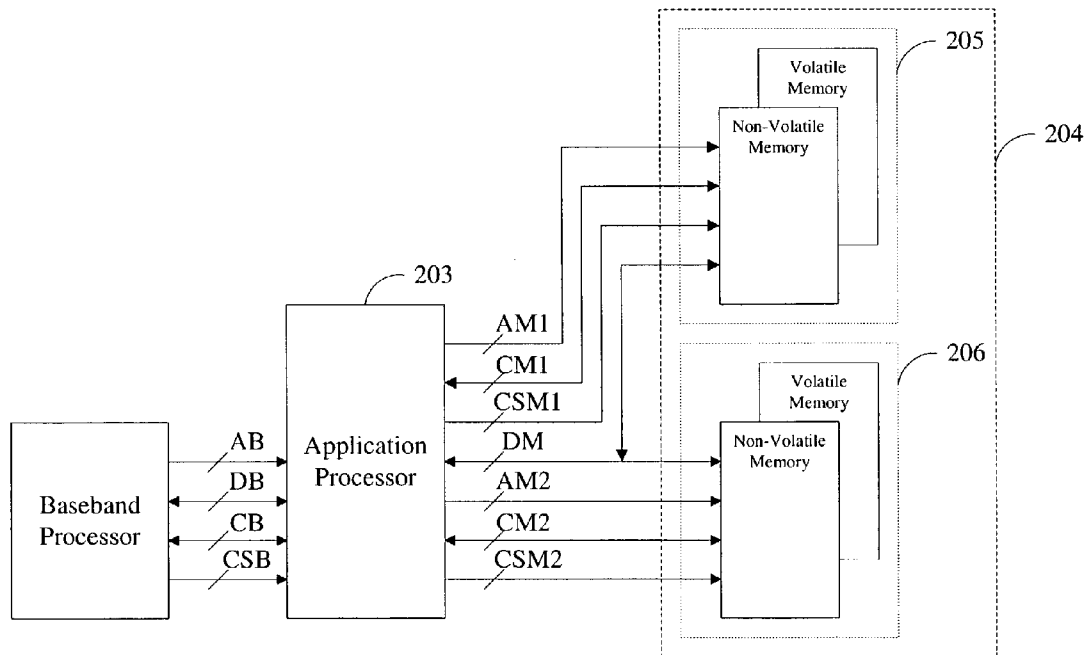 205
Volatile
Memory
Non-Volatile
Memory
204
203
AM1
CM1
CSM1
DM
AM2
CM2
CSM2
Application
Processor
206
Volatile
Memory
Non-Volatile
Memory
AB
DB
CB
CSB
Baseband
Processor